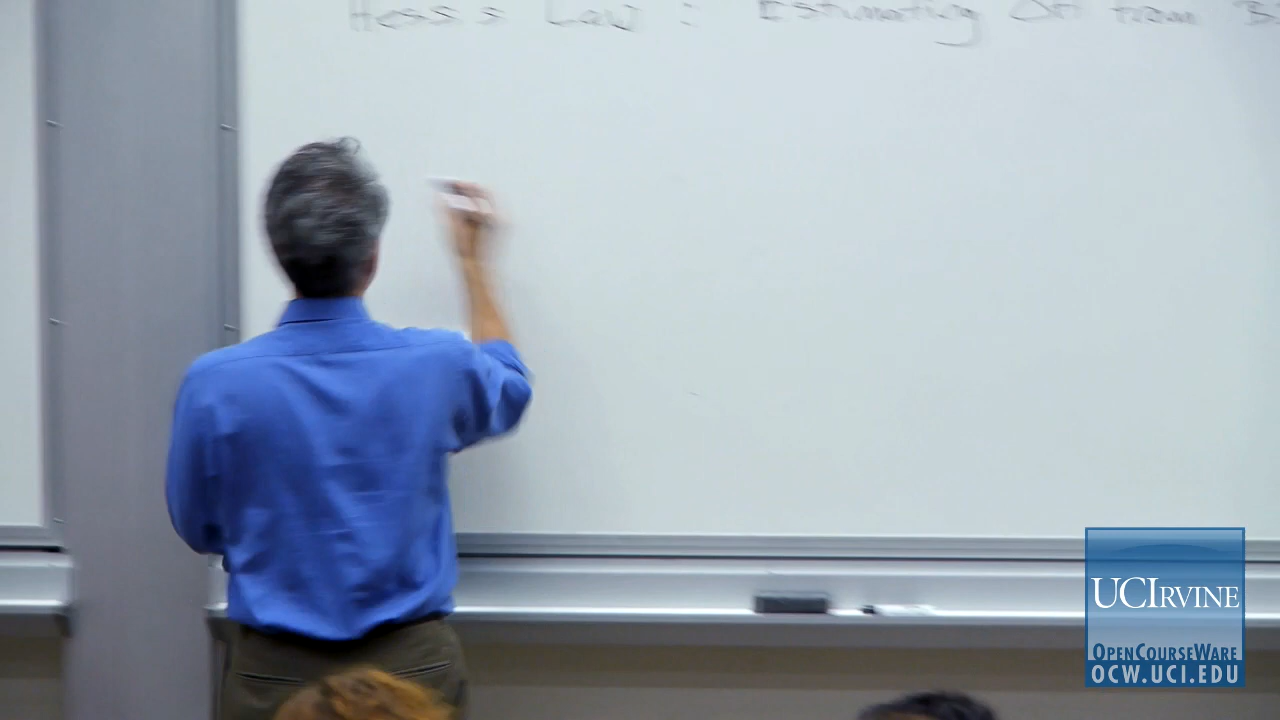 Hess's Law : Estimating ΔH from
UCIRVINE
OPENCOURSEWARE
OCW.UCI.EDU